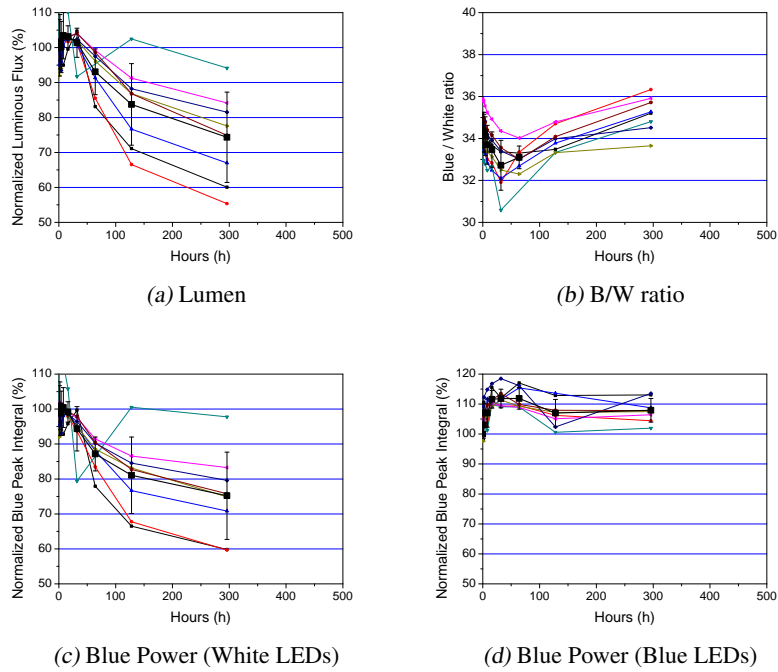 110
100
90
80
70
60
50
0 100 200 300 400 500
Normalized Luminous Flux (%)
Hours (h)
(a) Lumen
40
38
36
34
32
30
0 100 200 300 400 500
Blue / White ratio
Hours (h)
(b) B/W ratio
110
100
90
80
70
60
50
0 100 200 300 400 500
Normalized Blue Peak Integral (%)
Hours (h)
(c) Blue Power (White LEDs)
120
110
100
90
80
70
60
50
0 100 200 300 400 500
Normalized Blue Peak Integral (%)
Hours (h)
(d) Blue Power (Blue LEDs)